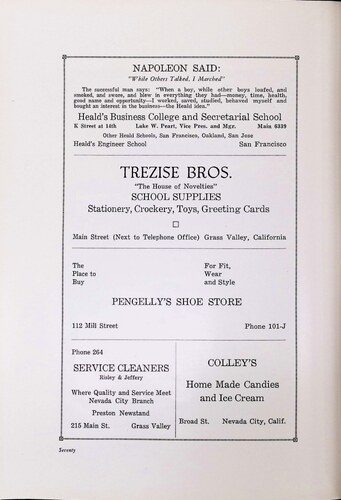 NAPOLEON SAID:
"While Others Talked, I Marched"
The sucessful man says: "When a boy, while other boys loafed, and
smoked, and swore, and blew in everything they had—money, time, health,
good name and opportunity—I worked, saved, studied, behaved myself and
bought an interest in the business—the Heald idea."
Heald's Business College and Secretarial School
K Street at 14th Lake W. Peart, Vice Pres. and Mgr. Main 6339
Other Heald Schools, San Francisco, Oakland, San Jose
Heald's Engineer School San Francisco
TREZISE BROS.
"The House of Novelties"
SCHOOL SUPPLIES
Stationery, Crockery, Toys, Greeting Cards
Main Street (Next to Telephone Office) Grass Valley, California
The For Fit,
Place to Wear
Buy and Style
PENGELLY'S SHOE STORE
112 Mill Street Phone 101-J
Phone 264
SERVICE CLEANERS
Risley & Jeffery
Where Quality and Service Meet
Nevada City Branch
Preston Newstand
215 Main St. Grass Valley
COLLEY'S
Home Made Candies
and Ice Cream
Broad St. Nevada City, Calif.
Seventy